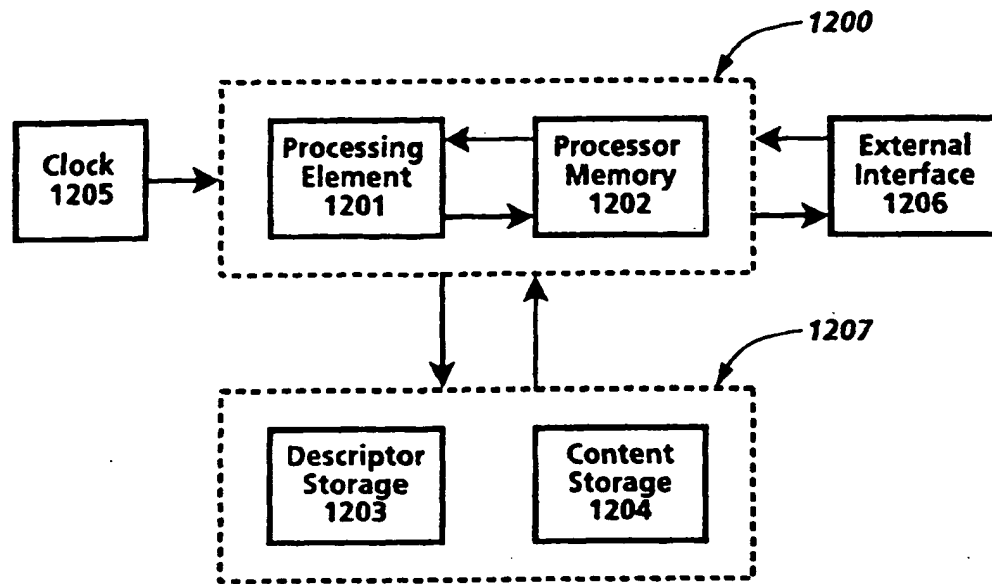 1200
Clock
1205
Processing
Element
1201
Processor
Memory
1202
External
Interface
1206
1207
Descriptor
Storage
1203
Content
Storage
1204